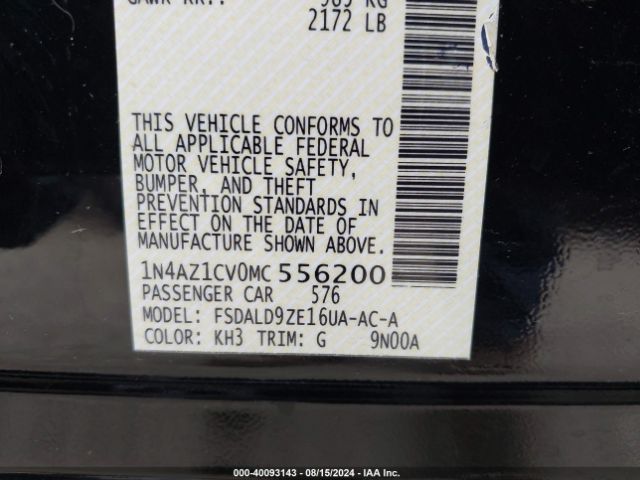 2172 LB
THIS VEHICLE CONFORMS TO
ALL APPLICABLE FEDERAL
MOTOR VEHICLE SAFETY,
BUMPER, AND THEFT
PREVENTION STANDARDS IN
EFFECT ON THE DATE OF
MANUFACTURE SHOWN ABOVE.
1N4AZ1CV0MC 556200
PASSENGER CAR 576
MODEL: FSDALD9ZE16UA-AC-A
COLOR: KH3 TRIM: G 9N00A
000-40093143 - 08/15/2024 - IAA Inc.